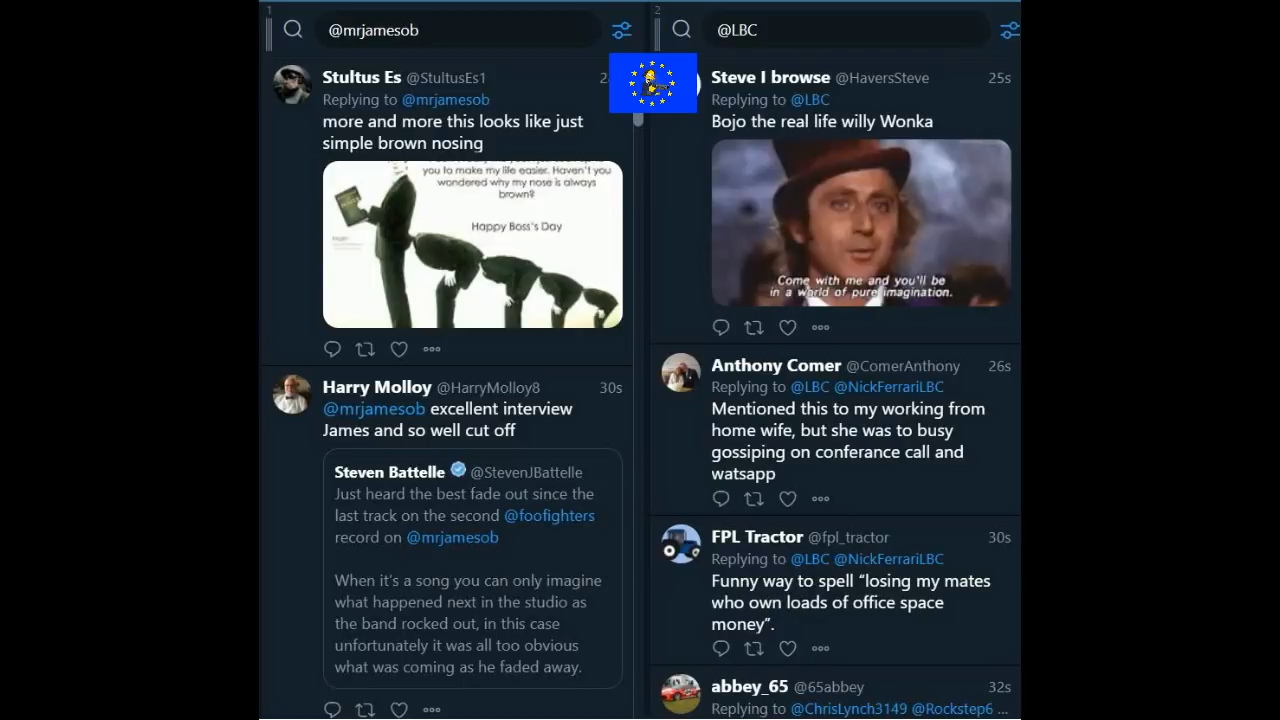 1
@mrjamesob
Stultus Es @StultusEs1
Replying to @mrjamesob
more and more this looks like just
simple brown nosing
you to make my life easier. Haven't you
wondered why my nose is always
brown?
Happy Boss's Day
Harry Molloy @HarryMolloy8 30s
@mrjamesob excellent interview
James and so well cut off
Steven Battelle @StevenJBattelle
Just heard the best fade out since the
last track on the second @foofighters
record on @mrjamesob
When it's a song you can only imagine
what happened next in the studio as
the band rocked out, in this case
unfortunately it was all too obvious
what was coming as he faded away.
2
@LBC
Steve I browse @HaversSteve 25s
Replying to @LBC
Bojo the real life willy Wonka
Come with me and you'll be
in a world of pure imagination.
Anthony Comer @ComerAnthony 26s
Replying to @LBC @NickFerrariLBC
Mentioned this to my working from
home wife, but she was to busy
gossiping on conferance call and
watsapp
FPL Tractor @fpl_tractor 30s
Replying to @LBC @NickFerrariLBC
Funny way to spell “losing my mates
who own loads of office space
money”.
abbey_65 @65abbey 32s
Replying to @ChrisLynch3149 @Rockstep6 ...